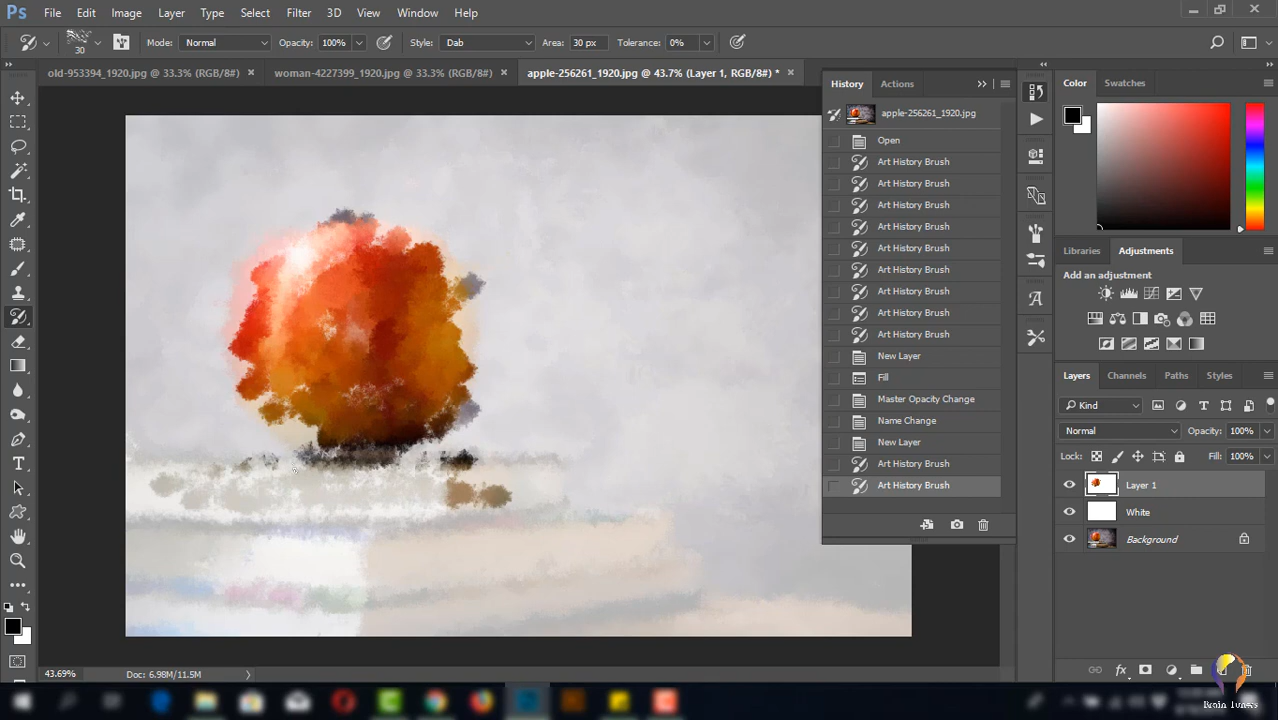 Ps File Edit Image Layer Type Select Filter 3D View Window Help
30 Mode: Normal Opacity: 100% Style: Dab Area: 30 px Tolerance: 0%
old-953394_1920.jpg @ 33.3% (RGB/8#) × woman-4227399_1920.jpg @ 33.3% (RGB/8#) × apple-256261_1920.jpg @ 43.7% (Layer 1, RGB/8#) * ×
History Actions
apple-256261_1920.jpg
Open
Art History Brush
Art History Brush
Art History Brush
Art History Brush
Art History Brush
Art History Brush
Art History Brush
Art History Brush
Art History Brush
New Layer
Fill
Master Opacity Change
Name Change
New Layer
Art History Brush
Art History Brush
Color Swatches
Libraries Adjustments
Add an adjustment
Layers Channels Paths Styles
Kind
Normal Opacity: 100%
Lock: Fill: 100%
Layer 1
White
Background
fx
43.69% Doc: 6.98M/11.5M